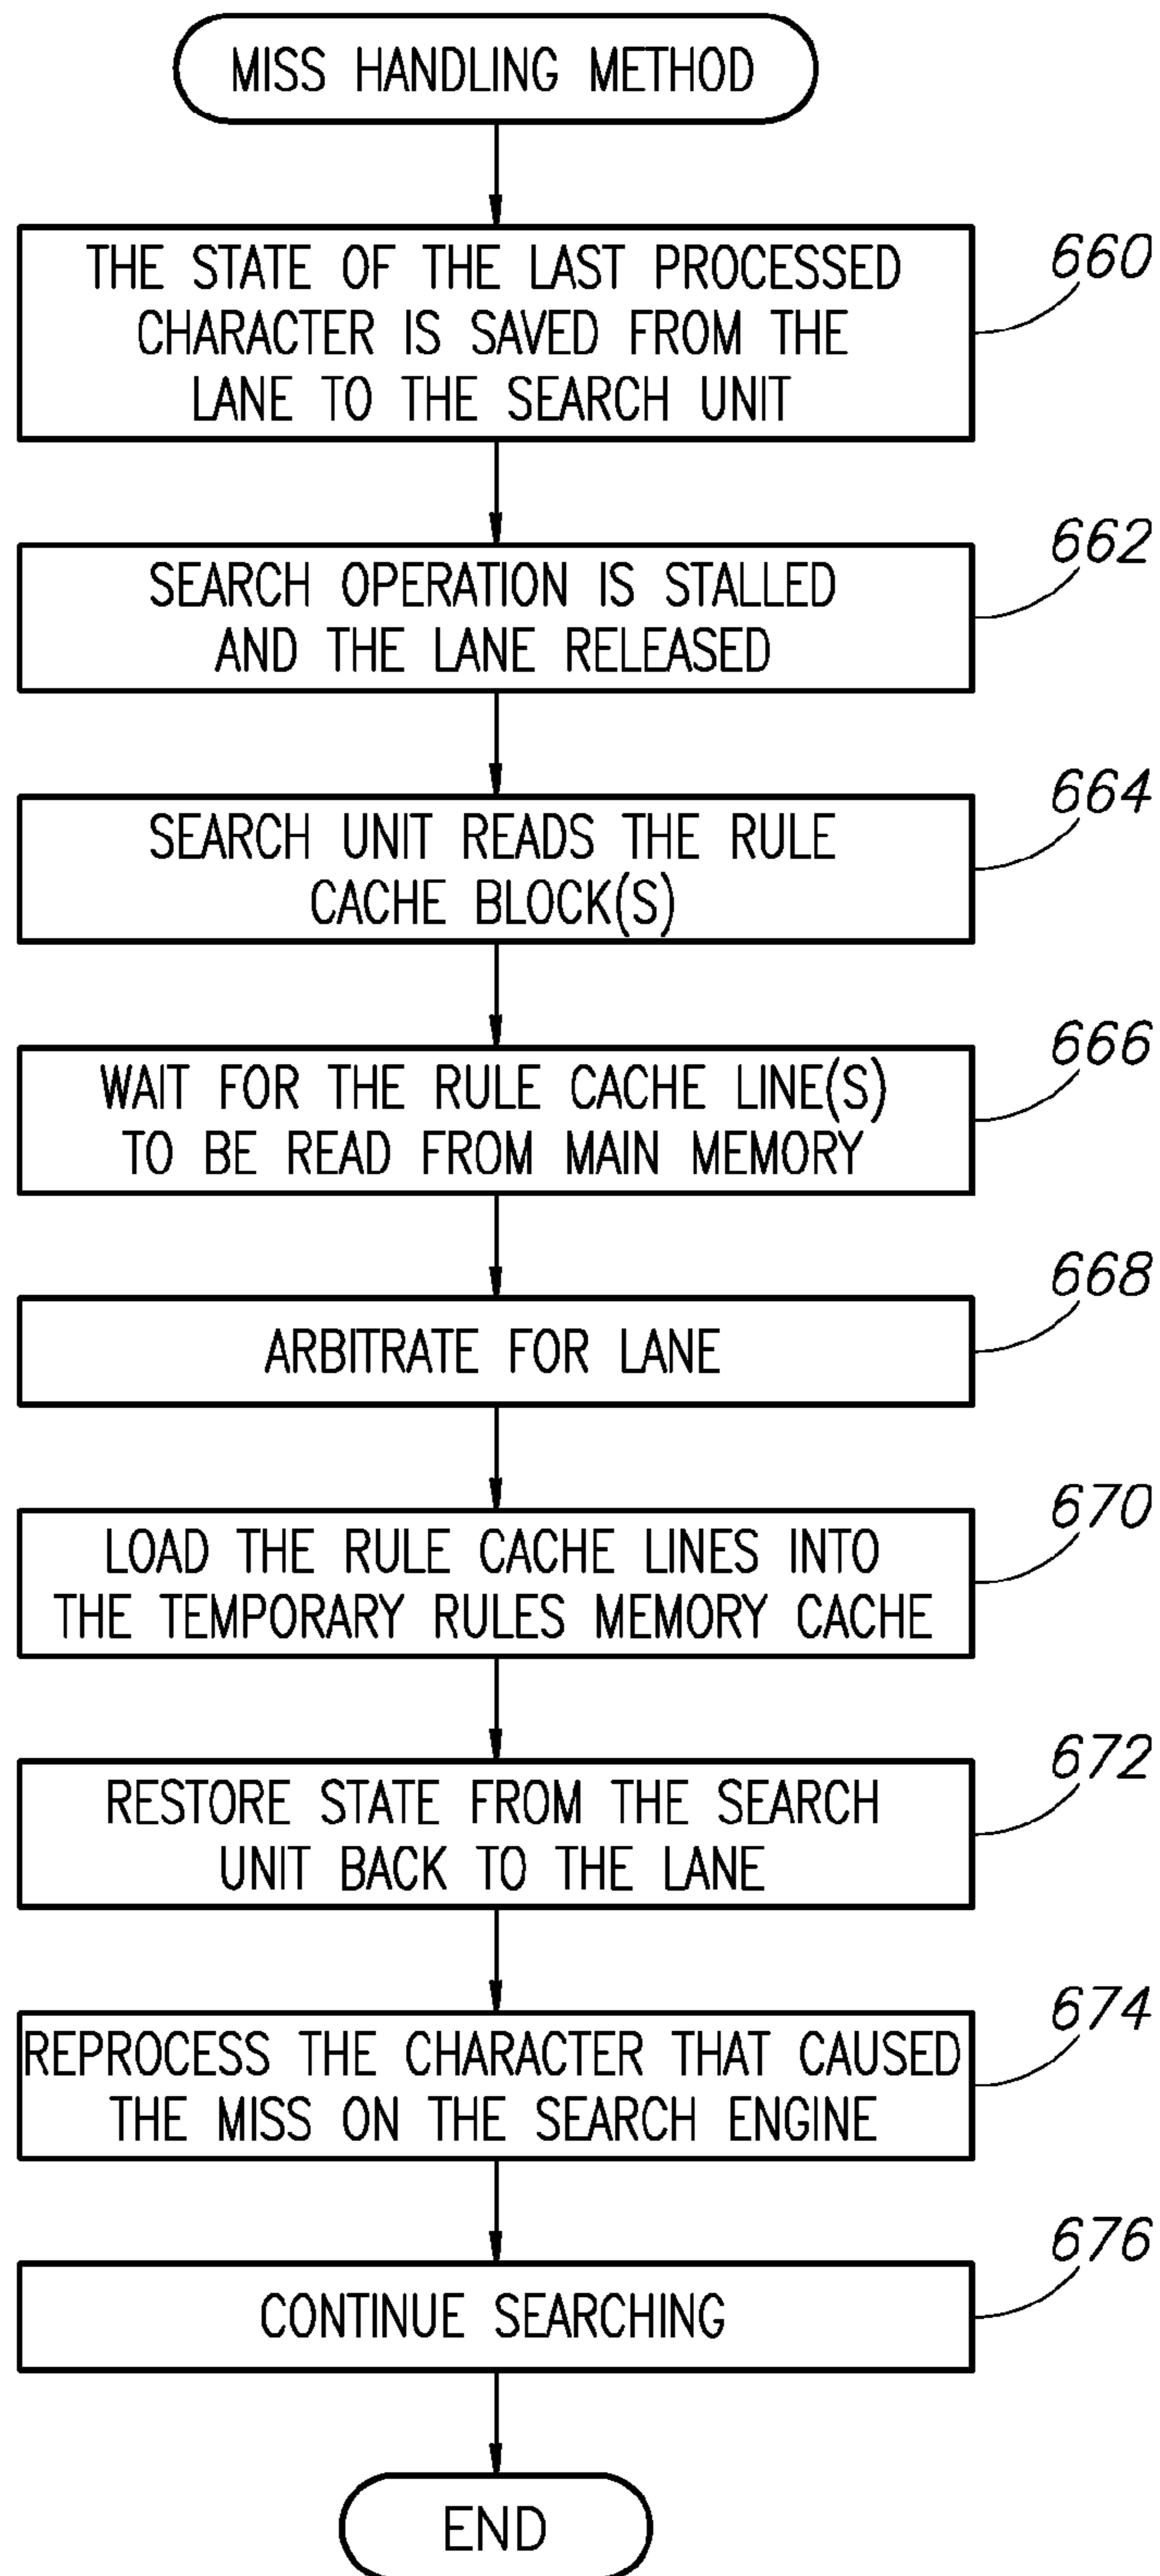 MISS HANDLING METHOD
THE STATE OF THE LAST PROCESSED
CHARACTER IS SAVED FROM THE
LANE TO THE SEARCH UNIT
660
SEARCH OPERATION IS STALLED
AND THE LANE RELEASED
662
SEARCH UNIT READS THE RULE
CACHE BLOCK(S)
664
WAIT FOR THE RULE CACHE LINE(S)
TO BE READ FROM MAIN MEMORY
666
ARBITRATE FOR LANE
668
LOAD THE RULE CACHE LINES INTO
THE TEMPORARY RULES MEMORY CACHE
670
RESTORE STATE FROM THE SEARCH
UNIT BACK TO THE LANE
672
REPROCESS THE CHARACTER THAT CAUSED
THE MISS ON THE SEARCH ENGINE
674
CONTINUE SEARCHING
676
END